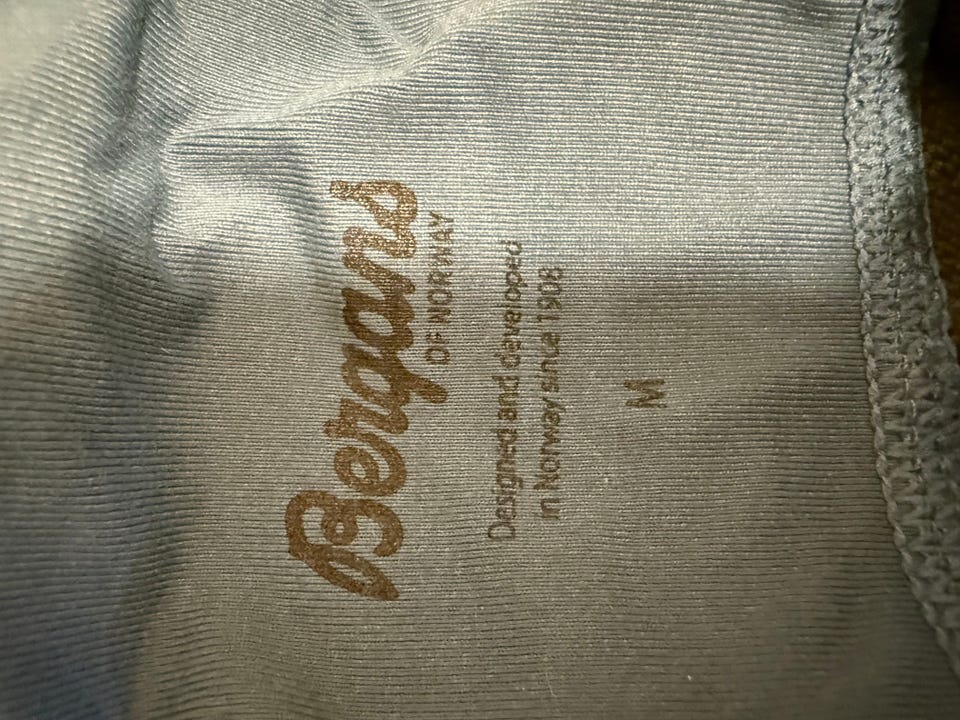 Bergans
OF NORWAY
Designed and developed
in Norway since 1908
M